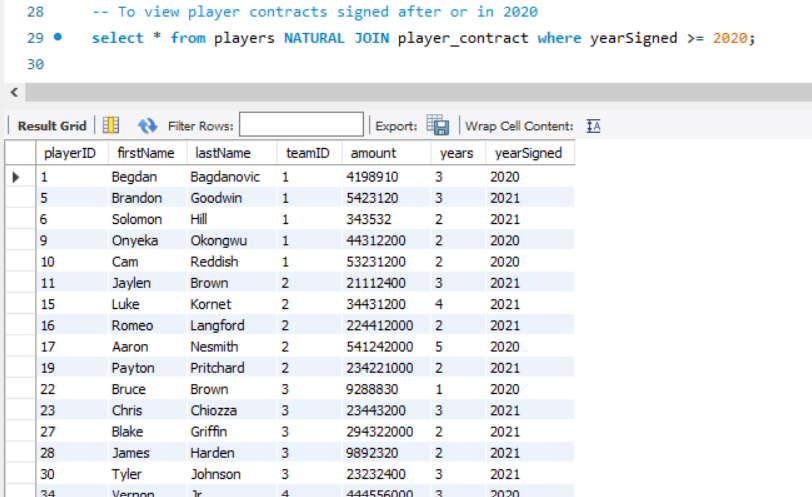 28 -- To view player contracts signed after or in 2020
29 select * from players NATURAL JOIN player_contract where yearSigned >= 2020;
30
Result Grid Filter Rows: Export: Wrap Cell Content: IA
playerID firstName lastName teamID amount years yearSigned
1 Begdan Bagdanovic 1 4198910 3 2020
5 Brandon Goodwin 1 5423120 3 2021
6 Solomon Hill 1 343532 2 2021
9 Onyeka Okongwu 1 44312200 2 2020
10 Cam Reddish 1 53231200 2 2020
11 Jaylen Brown 2 21112400 3 2021
15 Luke Kornet 2 34431200 4 2021
16 Romeo Langford 2 224412000 2 2021
17 Aaron Nesmith 2 541242000 5 2020
19 Payton Pritchard 2 234221000 2 2021
22 Bruce Brown 3 9288830 1 2020
23 Chris Chiozza 3 23443200 3 2021
27 Blake Griffin 3 294322000 2 2021
28 James Harden 3 9892320 2 2021
30 Tyler Johnson 3 23232400 3 2021
34 Vernon Jr. 4 444556000 3 2020